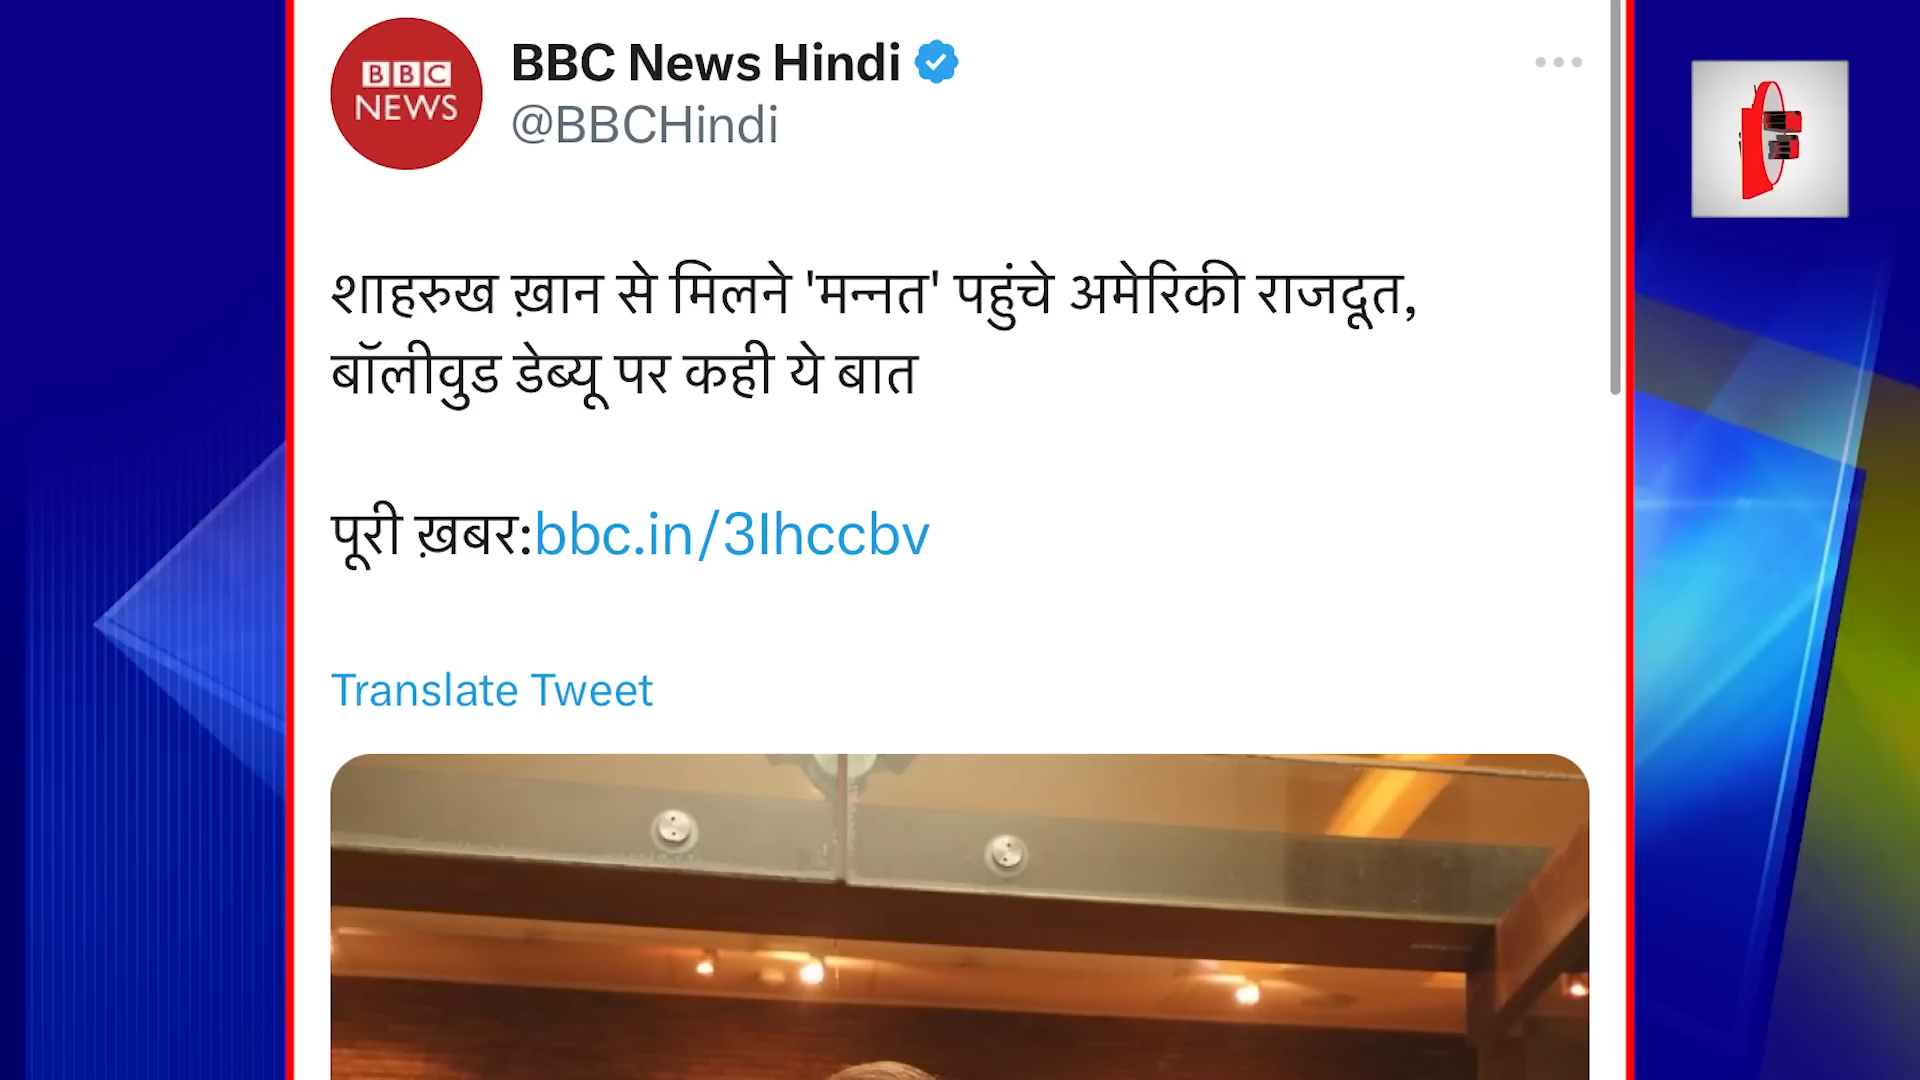 BBC
NEWS
BBC News Hindi
@BBCHindi
शाहरुख ख़ान से मिलने 'मन्नत' पहुंचे अमेरिकी राजदूत,
बॉलीवुड डेब्यू पर कही ये बात
पूरी ख़बर:bbc.in/3Ihccbv
Translate Tweet